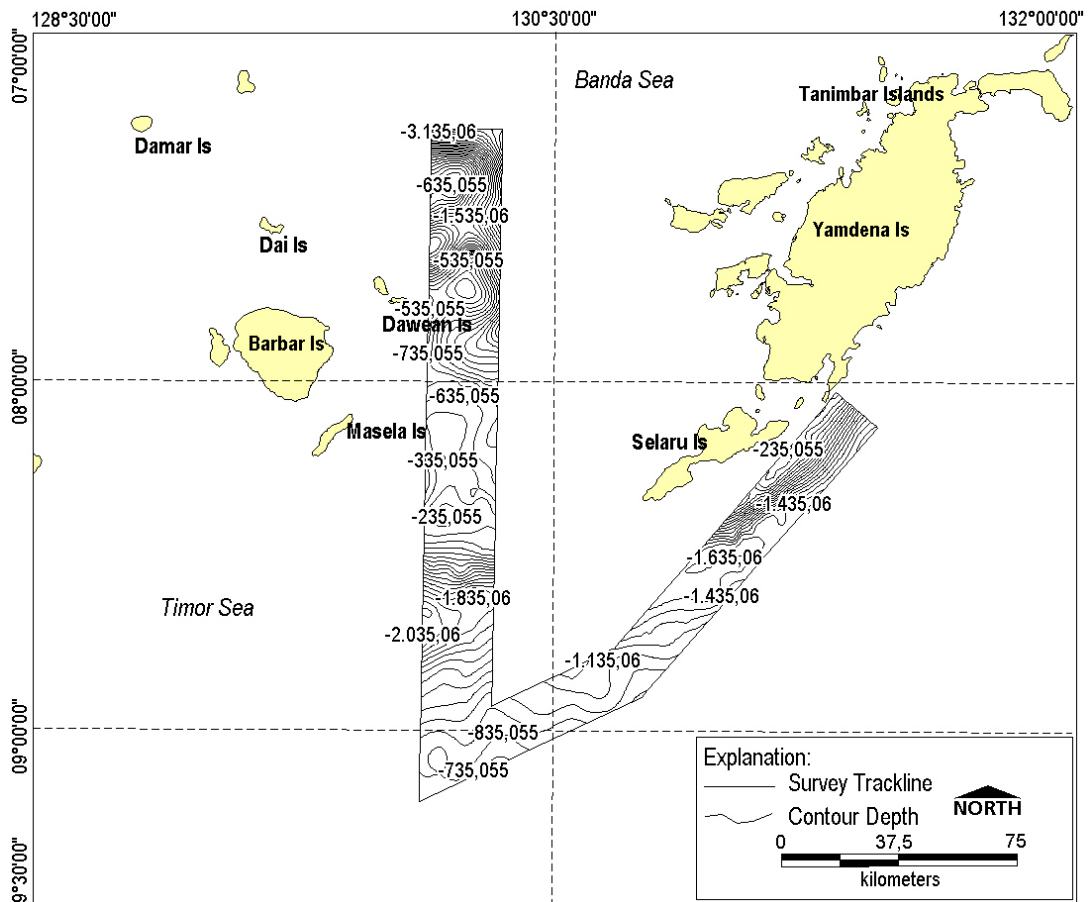 128°30'00"
130°30'00"
132°00'00"
07°00'00"
08°00'00"
09°00'00"
9°30'00"
Banda Sea
Tanimbar Islands
Damar Is
-3.135,06
-635,055
-1.535,06
Yamdena Is
Dai Is
-535,055
-535,055
Dawean Is
Barbar Is
-735,055
-635,055
Masela Is
Selaru Is
-235,055
-335,055
-1.435,06
-235,055
-1.635,06
-1.835,06
-1.435,06
Timor Sea
-2.035,06
-1.135,06
-835,055
-735,055
Explanation:
Survey Trackline
Contour Depth
NORTH
0 37,5 75
kilometers